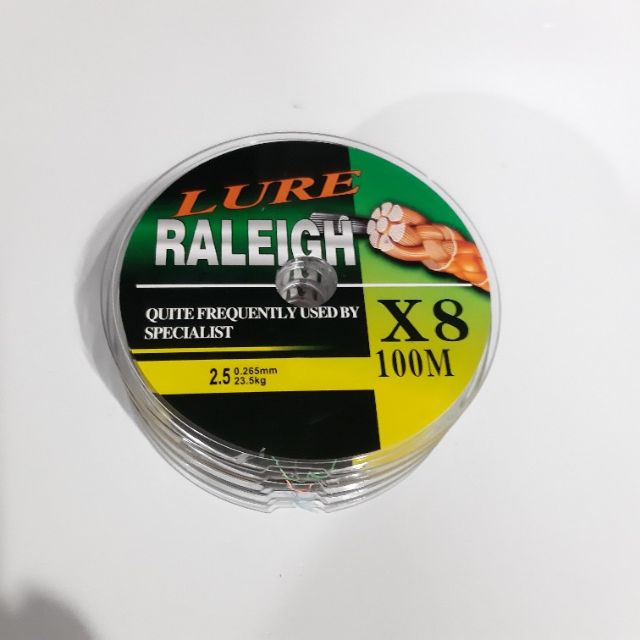 LURE
RALEIGH
QUITE FREQUENTLY USED BY
SPECIALIST
X8
100M
2.5 0.265mm
23.5kg